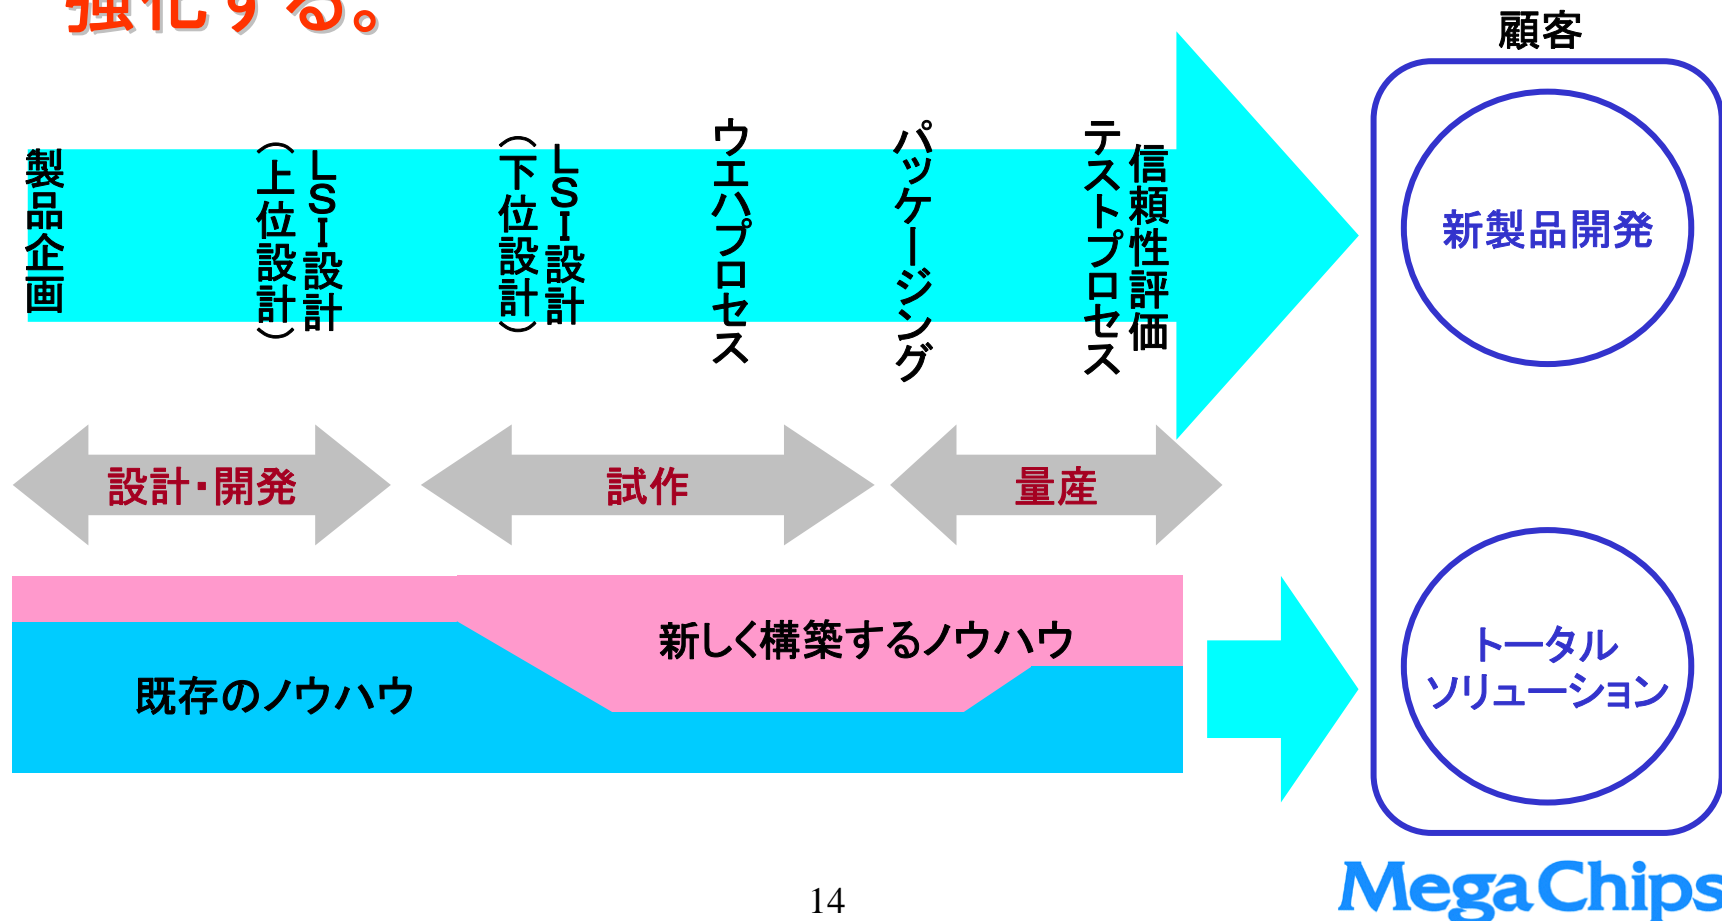 強化する。
顧客
製品企画
LSI設計
（上位設計）
LSI設計
（下位設計）
ウエハプロセス
パッケージング
信頼性評価
テストプロセス
新製品開発
設計・開発
試作
量産
新しく構築するノウハウ
既存のノウハウ
トータル
ソリューション
14
MegaChips